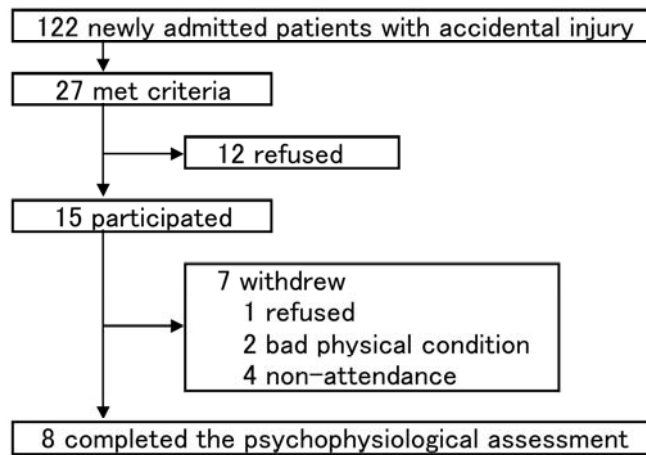 122 newly admitted patients with accidental injury
27 met criteria
12 refused
15 participated
7 withdrew
1 refused
2 bad physical condition
4 non-attendance
8 completed the psychophysiological assessment